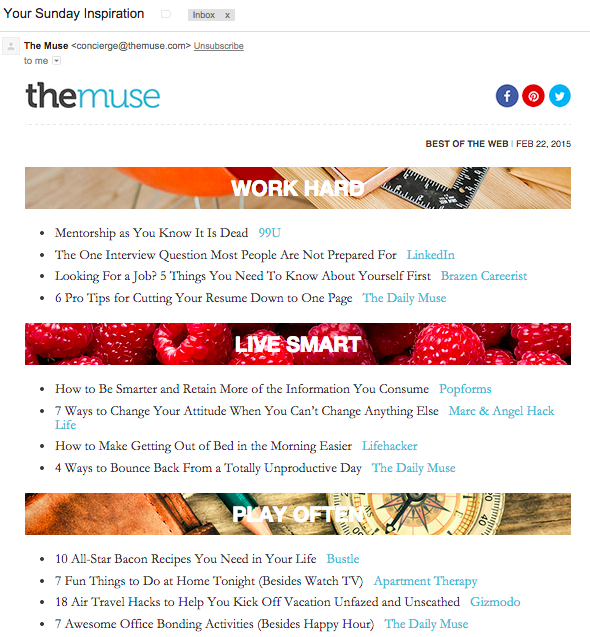 Your Sunday Inspiration Inbox x
The Muse <concierge@themuse.com> Unsubscribe
to me
themuse
BEST OF THE WEB | FEB 22, 2015
WORK HARD
• Mentorship as You Know It Is Dead 99U
• The One Interview Question Most People Are Not Prepared For LinkedIn
• Looking For a Job? 5 Things You Need To Know About Yourself First Brazen Careerist
• 6 Pro Tips for Cutting Your Resume Down to One Page The Daily Muse
LIVE SMART
• How to Be Smarter and Retain More of the Information You Consume Popforms
• 7 Ways to Change Your Attitude When You Can't Change Anything Else Marc & Angel Hack
Life
• How to Make Getting Out of Bed in the Morning Easier Lifehacker
• 4 Ways to Bounce Back From a Totally Unproductive Day The Daily Muse
PLAY OFTEN
• 10 All-Star Bacon Recipes You Need in Your Life Bustle
• 7 Fun Things to Do at Home Tonight (Besides Watch TV) Apartment Therapy
• 18 Air Travel Hacks to Help You Kick Off Vacation Unfazed and Unscathed Gizmodo
• 7 Awesome Office Bonding Activities (Besides Happy Hour) The Daily Muse